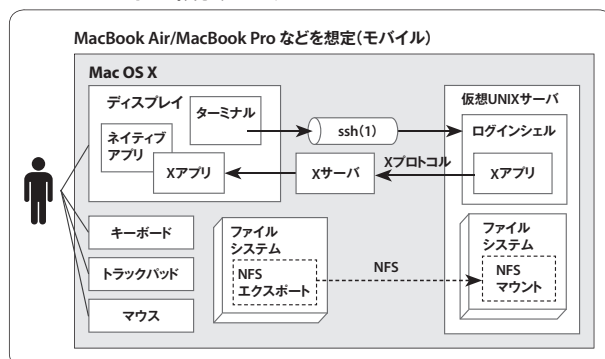 MacBook Air/MacBook Pro などを想定(モバイル)
Mac OS X
ディスプレイ
ターミナル
ネイティブ
アプリ
Xアプリ
ssh(1)
Xサーバ
Xプロトコル
仮想UNIXサーバ
ログインシェル
Xアプリ
キーボード
トラックパッド
マウス
ファイル
システム
NFS
エクスポート
NFS
ファイル
システム
NFS
マウント